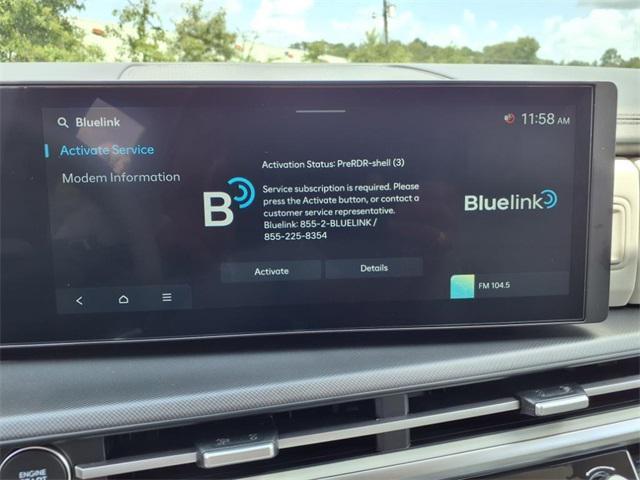 Bluelink
11:58 AM
Activate Service
Modem Information
Activation Status: PreRDR-shell (3)
B
Service subscription is required. Please
press the Activate button, or contact a
customer service representative.
Bluelink: 855-2-BLUELINK /
855-225-8354
Bluelink
Activate
Details
FM 104.5
ENGINE
START